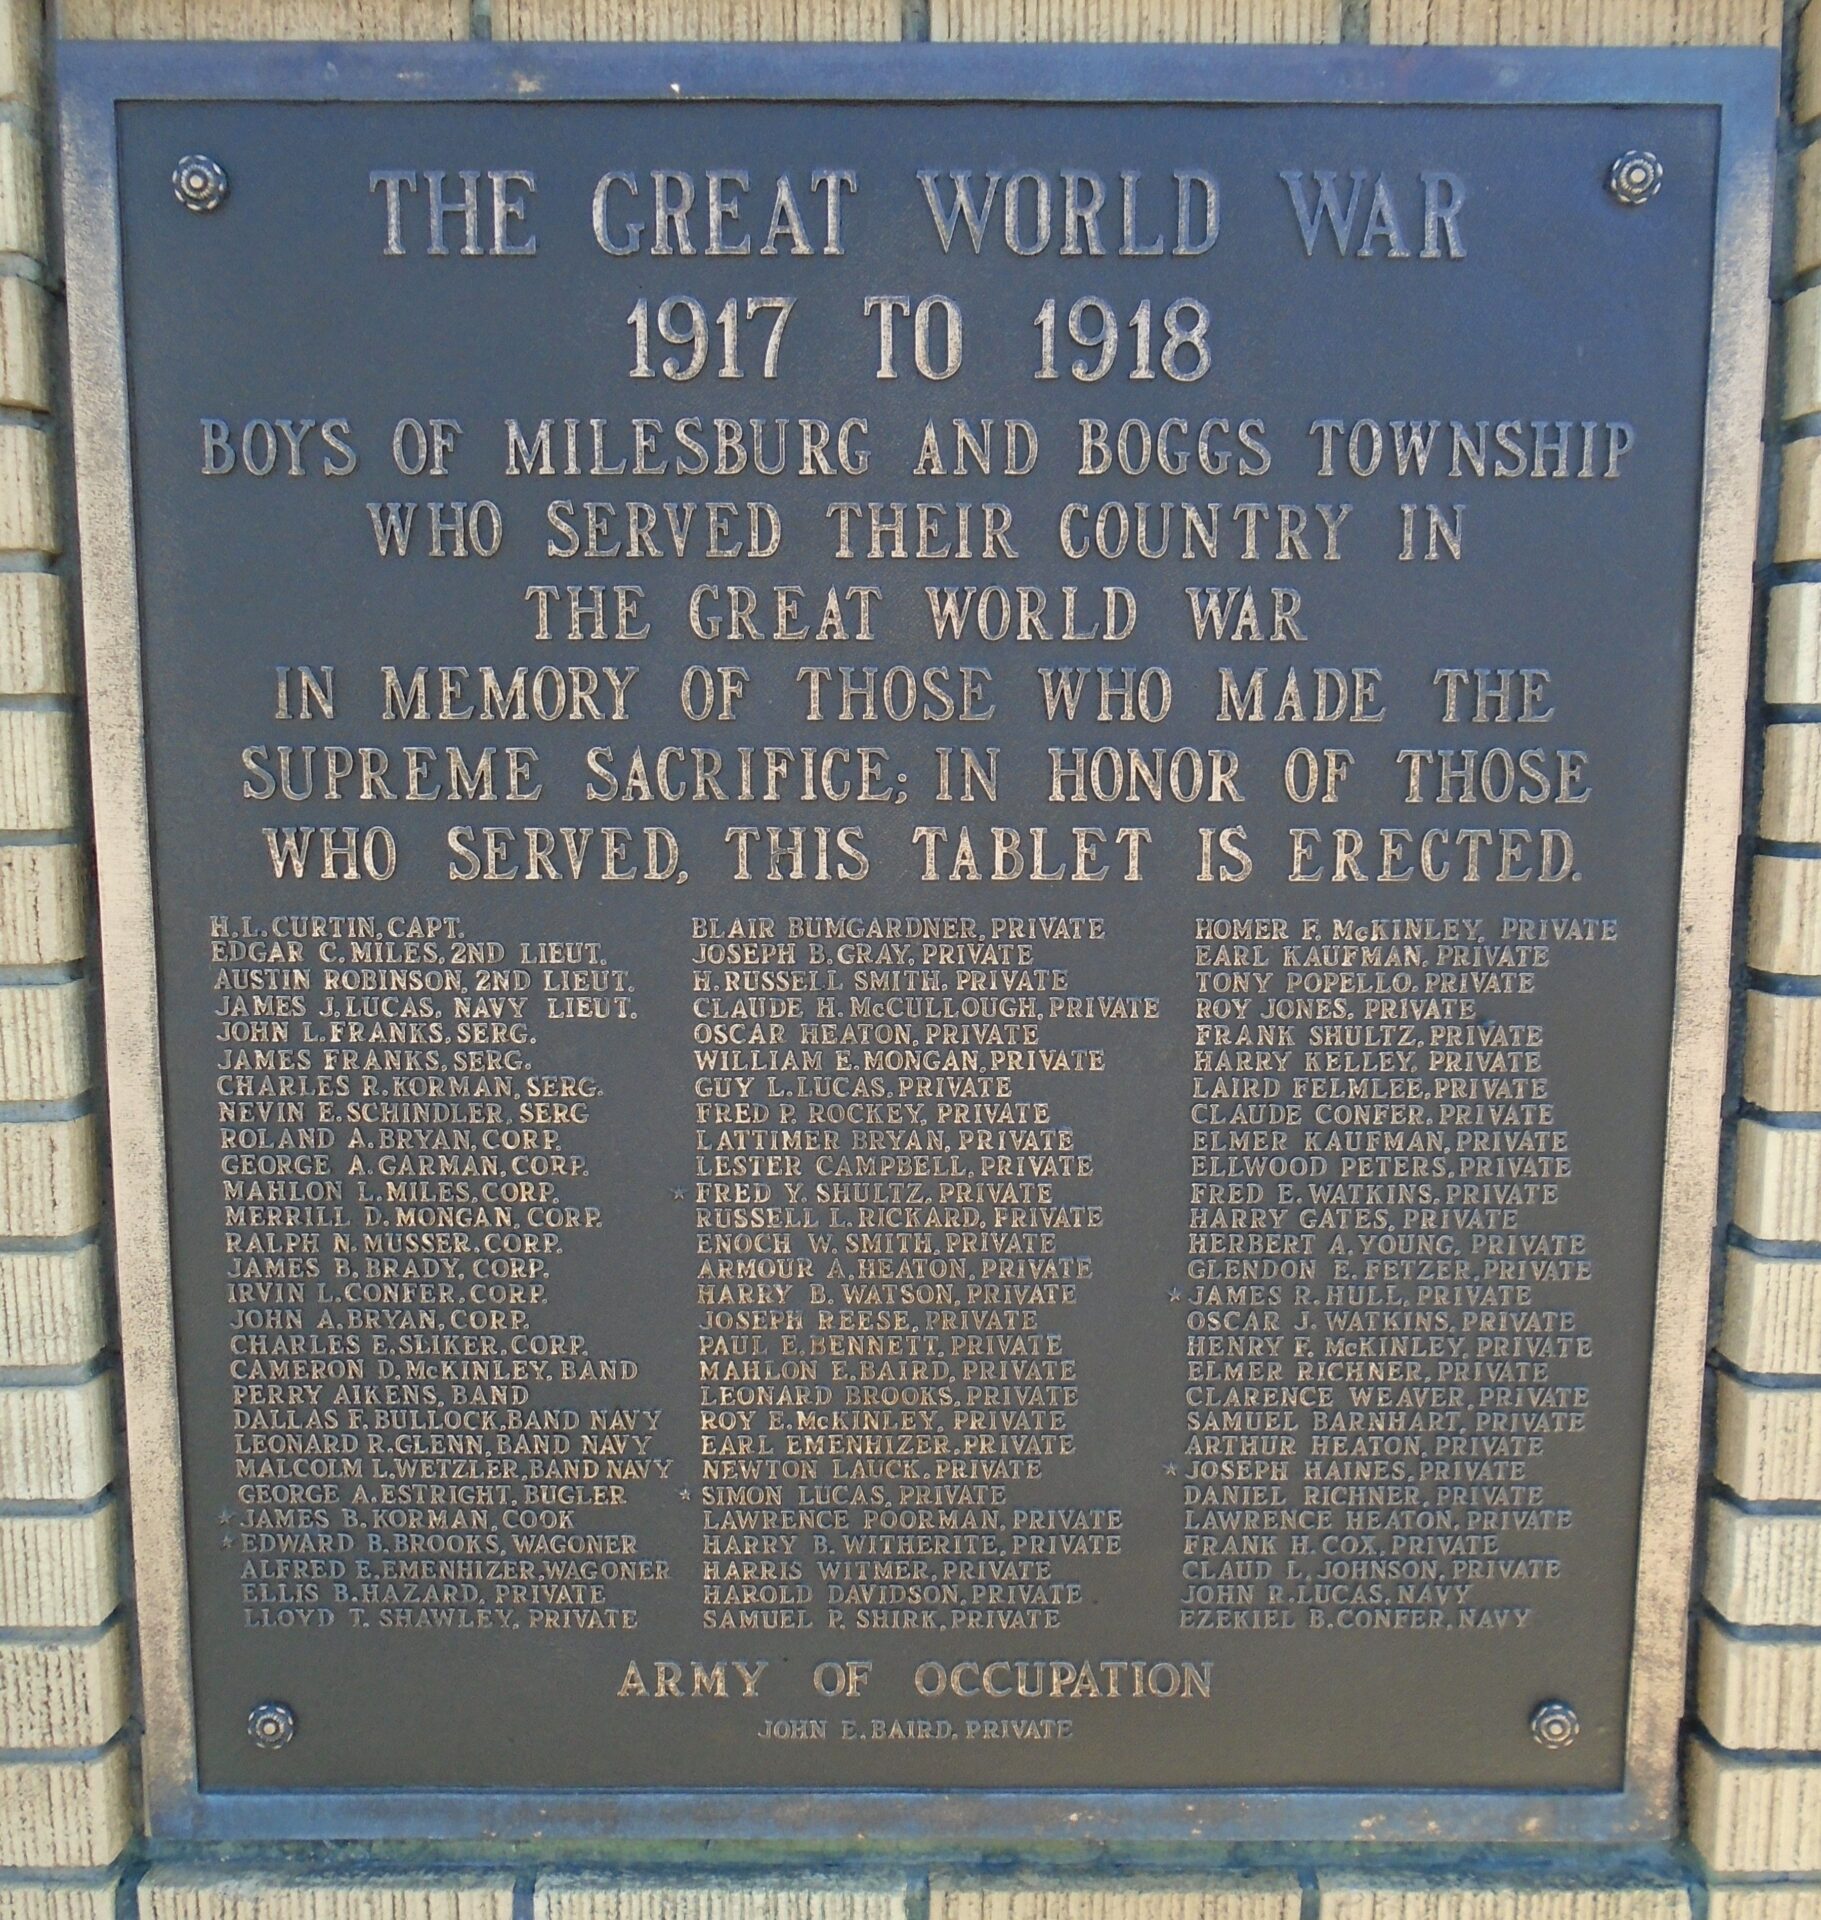 THE GREAT WORLD WAR
1917 TO 1918
BOYS OF MILESBURG AND BOGGS TOWNSHIP
WHO SERVED THEIR COUNTRY IN
THE GREAT WORLD WAR
IN MEMORY OF THOSE WHO MADE THE
SUPREME SACRIFICE; IN HONOR OF THOSE
WHO SERVED, THIS TABLET IS ERECTED.
H.L. CURTIN, CAPT.
EDGAR C. MILES, 2ND LIEUT.
AUSTIN ROBINSON, 2ND LIEUT.
JAMES J. LUCAS, NAVY LIEUT.
JOHN L. FRANKS, SERG.
JAMES FRANKS, SERG.
CHARLES R. KORMAN, SERG.
NEVIN E. SCHINDLER, SERG
ROLAND A. BRYAN, CORP.
GEORGE A. GARMAN, CORP.
MAHLON L. MILES, CORP.
MERRILL D. MONGAN, CORP.
RALPH N. MUSSER, CORP.
JAMES B. BRADY, CORP.
IRVIN L. CONFER, CORP.
JOHN A. BRYAN, CORP.
CHARLES E. SLIKER, CORP.
CAMERON D. McKINLEY, BAND
PERRY AIKENS, BAND
DALLAS F. BULLOCK, BAND NAVY
LEONARD R. GLENN, BAND NAVY
MALCOLM L. WETZLER, BAND NAVY
GEORGE A. ESTRIGHT, BUGLER
★ JAMES B. KORMAN, COOK
★ EDWARD B. BROOKS, WAGONER
ALFRED E. EMENHIZER, WAGONER
ELLIS B. HAZARD, PRIVATE
LLOYD T. SHAWLEY, PRIVATE
BLAIR BUMGARDNER, PRIVATE
JOSEPH B. GRAY, PRIVATE
H. RUSSELL SMITH, PRIVATE
CLAUDE H. McCULLOUGH, PRIVATE
OSCAR HEATON, PRIVATE
WILLIAM E. MONGAN, PRIVATE
GUY L. LUCAS, PRIVATE
FRED P. ROCKEY, PRIVATE
LATTIMER BRYAN, PRIVATE
LESTER CAMPBELL, PRIVATE
★ FRED Y. SHULTZ, PRIVATE
RUSSELL L. RICKARD, PRIVATE
ENOCH W. SMITH, PRIVATE
ARMOUR A. HEATON, PRIVATE
HARRY B. WATSON, PRIVATE
JOSEPH REESE, PRIVATE
PAUL E. BENNETT, PRIVATE
MAHLON E. BAIRD, PRIVATE
LEONARD BROOKS, PRIVATE
ROY E. McKINLEY, PRIVATE
EARL EMENHIZER, PRIVATE
NEWTON LAUCK, PRIVATE
★ SIMON LUCAS, PRIVATE
LAWRENCE POORMAN, PRIVATE
HARRY B. WITHERITE, PRIVATE
HARRIS WITMER, PRIVATE
HAROLD DAVIDSON, PRIVATE
SAMUEL P. SHIRK, PRIVATE
HOMER F. McKINLEY, PRIVATE
EARL KAUFMAN, PRIVATE
TONY POPELLO, PRIVATE
ROY JONES, PRIVATE
FRANK SHULTZ, PRIVATE
HARRY KELLEY, PRIVATE
LAIRD FELMLEE, PRIVATE
CLAUDE CONFER, PRIVATE
ELMER KAUFMAN, PRIVATE
ELLWOOD PETERS, PRIVATE
FRED E. WATKINS, PRIVATE
HARRY GATES, PRIVATE
HERBERT A. YOUNG, PRIVATE
GLENDON E. FETZER, PRIVATE
★ JAMES R. HULL, PRIVATE
OSCAR J. WATKINS, PRIVATE
HENRY F. McKINLEY, PRIVATE
ELMER RICHNER, PRIVATE
CLARENCE WEAVER, PRIVATE
SAMUEL BARNHART, PRIVATE
ARTHUR HEATON, PRIVATE
★ JOSEPH HAINES, PRIVATE
DANIEL RICHNER, PRIVATE
LAWRENCE HEATON, PRIVATE
FRANK H. COX, PRIVATE
CLAUD L. JOHNSON, PRIVATE
JOHN R. LUCAS, NAVY
EZEKIEL B. CONFER, NAVY
ARMY OF OCCUPATION
JOHN E. BAIRD, PRIVATE